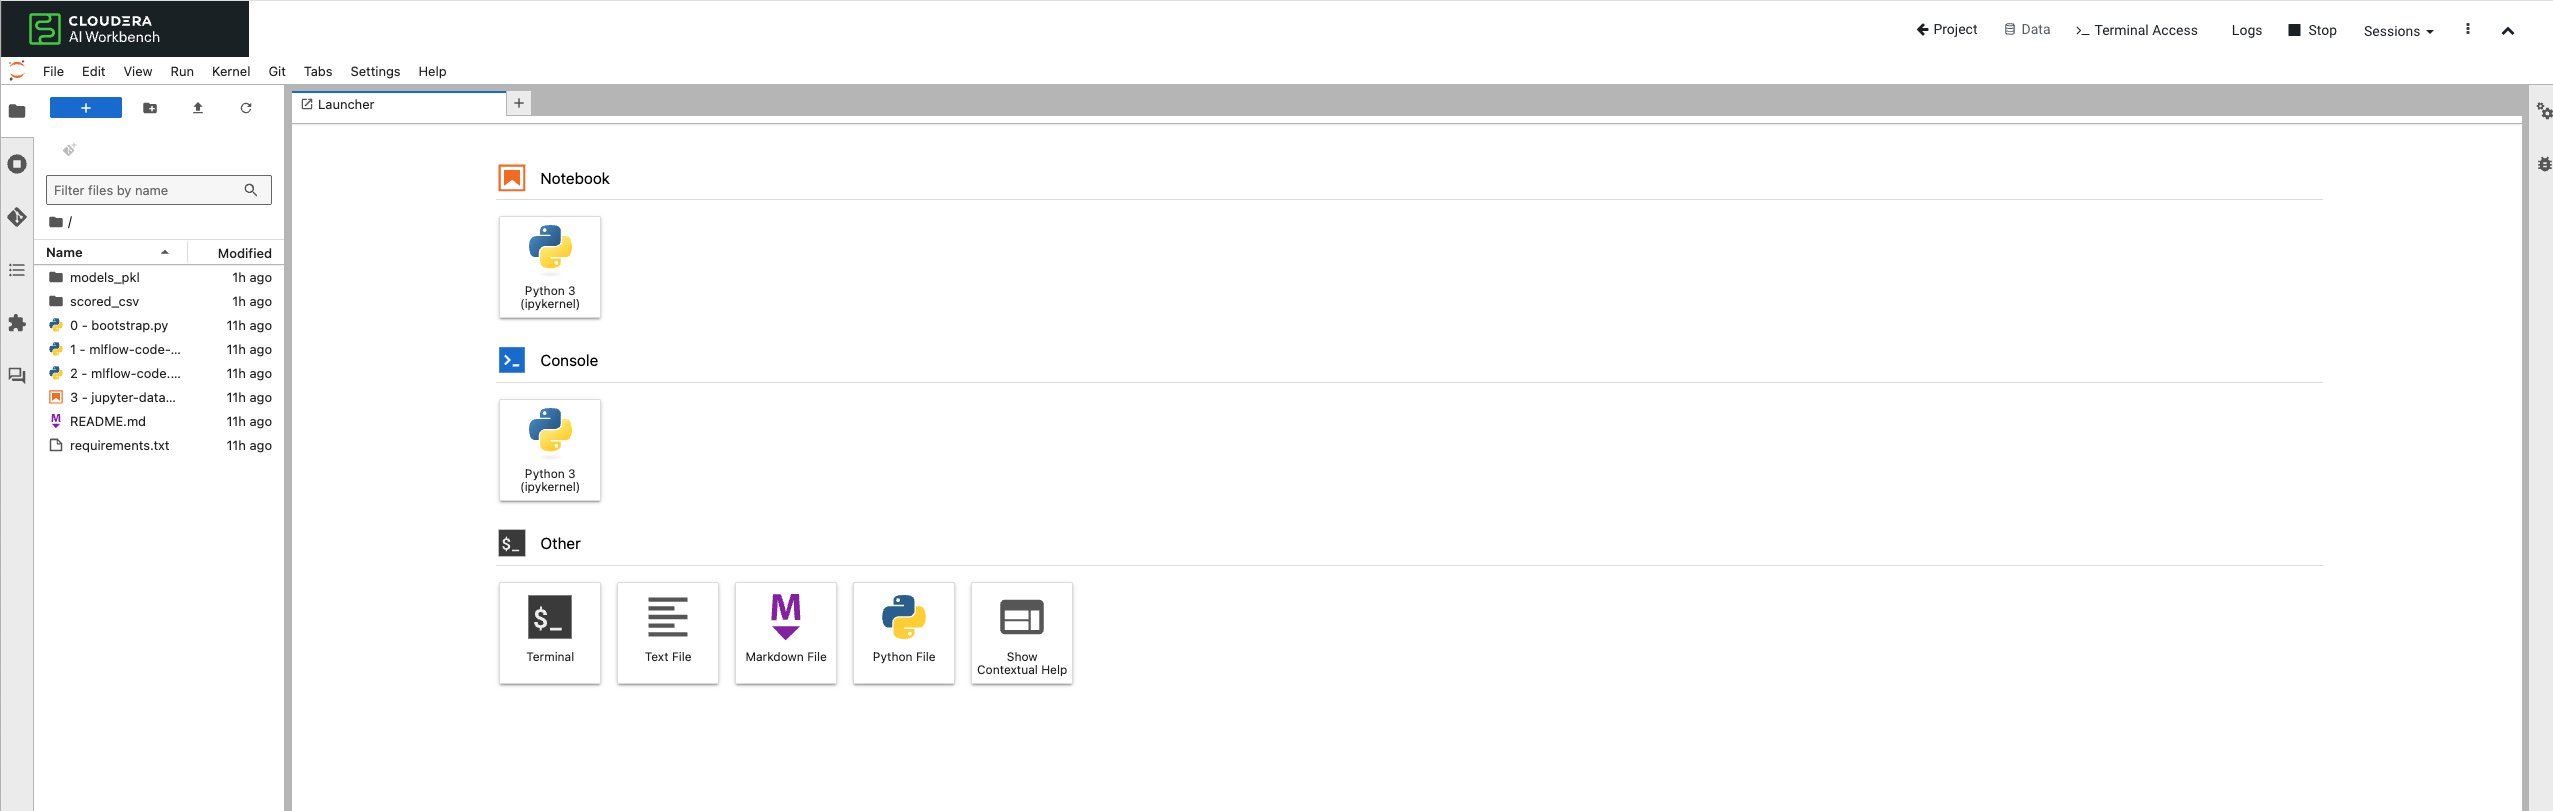 CLOUDERA
AI Workbench
Project
Data
Terminal Access
Logs
Stop
Sessions
File Edit View Run Kernel Git Tabs Settings Help
+
Launcher
+
Filter files by name
/
Name Modified
models_pkl 1h ago
scored_csv 1h ago
0 - bootstrap.py 11h ago
1 - mlflow-code-... 11h ago
2 - mlflow-code.... 11h ago
3 - jupyter-data... 11h ago
README.md 11h ago
requirements.txt 11h ago
Notebook
Python 3
(ipykernel)
Console
Python 3
(ipykernel)
$_ Other
$_
Terminal
Text File
M
Markdown File
Python File
Show
Contextual Help